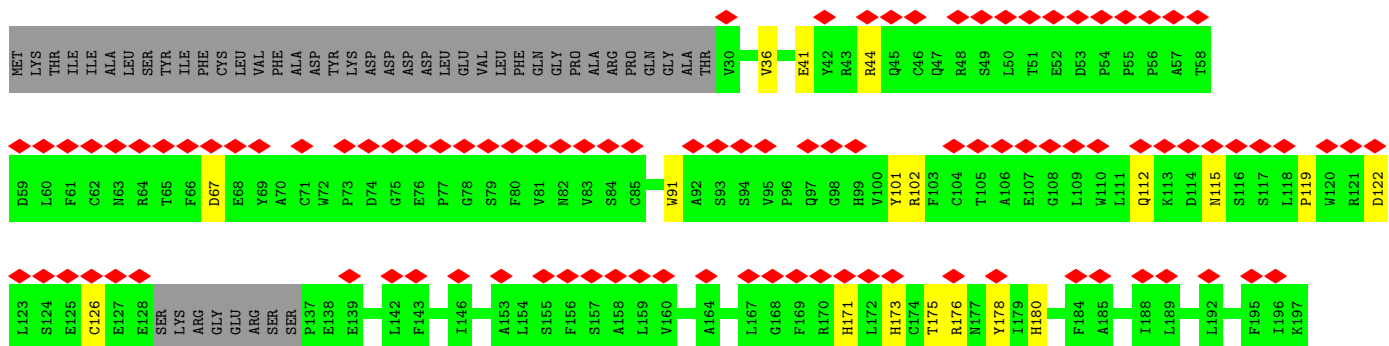 MET LYS THR ILE ILE ALA LEU SER TYR ILE PHE CYS LEU VAL PHE ALA ASP TYR LYS ASP ASP ASP ASP LEU GLU VAL LEU PHE GLN GLY PRO ALA ARG PRO GLN GLY ALA THR V30 V36 E41 Y42 R43 R44 Q45 C46 Q47 R48 S49 L50 T51 E52 D53 P54 P55 P56 A57 T58
D59 L60 F61 C62 N63 R64 T65 F66 D67 E68 Y69 A70 C71 W72 P73 D74 G75 E76 P77 G78 S79 F80 V81 N82 V83 S84 C85 W91 A92 S93 S94 V95 P96 Q97 G98 H99 V100 Y101 R102 F103 C104 T105 A106 E107 G108 L109 W110 L111 Q112 K113 D114 N115 S116 S117 L118 P119 W120 R121 D122
L123 S124 E125 C126 E127 E128 SER LYS ARG GLY GLU ARG SER SER P137 E138 E139 L142 F143 I146 A153 L154 S155 F156 S157 A158 L159 V160 A164 L167 G168 F169 R170 H171 L172 H173 C174 T175 R176 N177 Y178 I179 H180 F184 A185 I188 L189 L192 F195 I196 K197